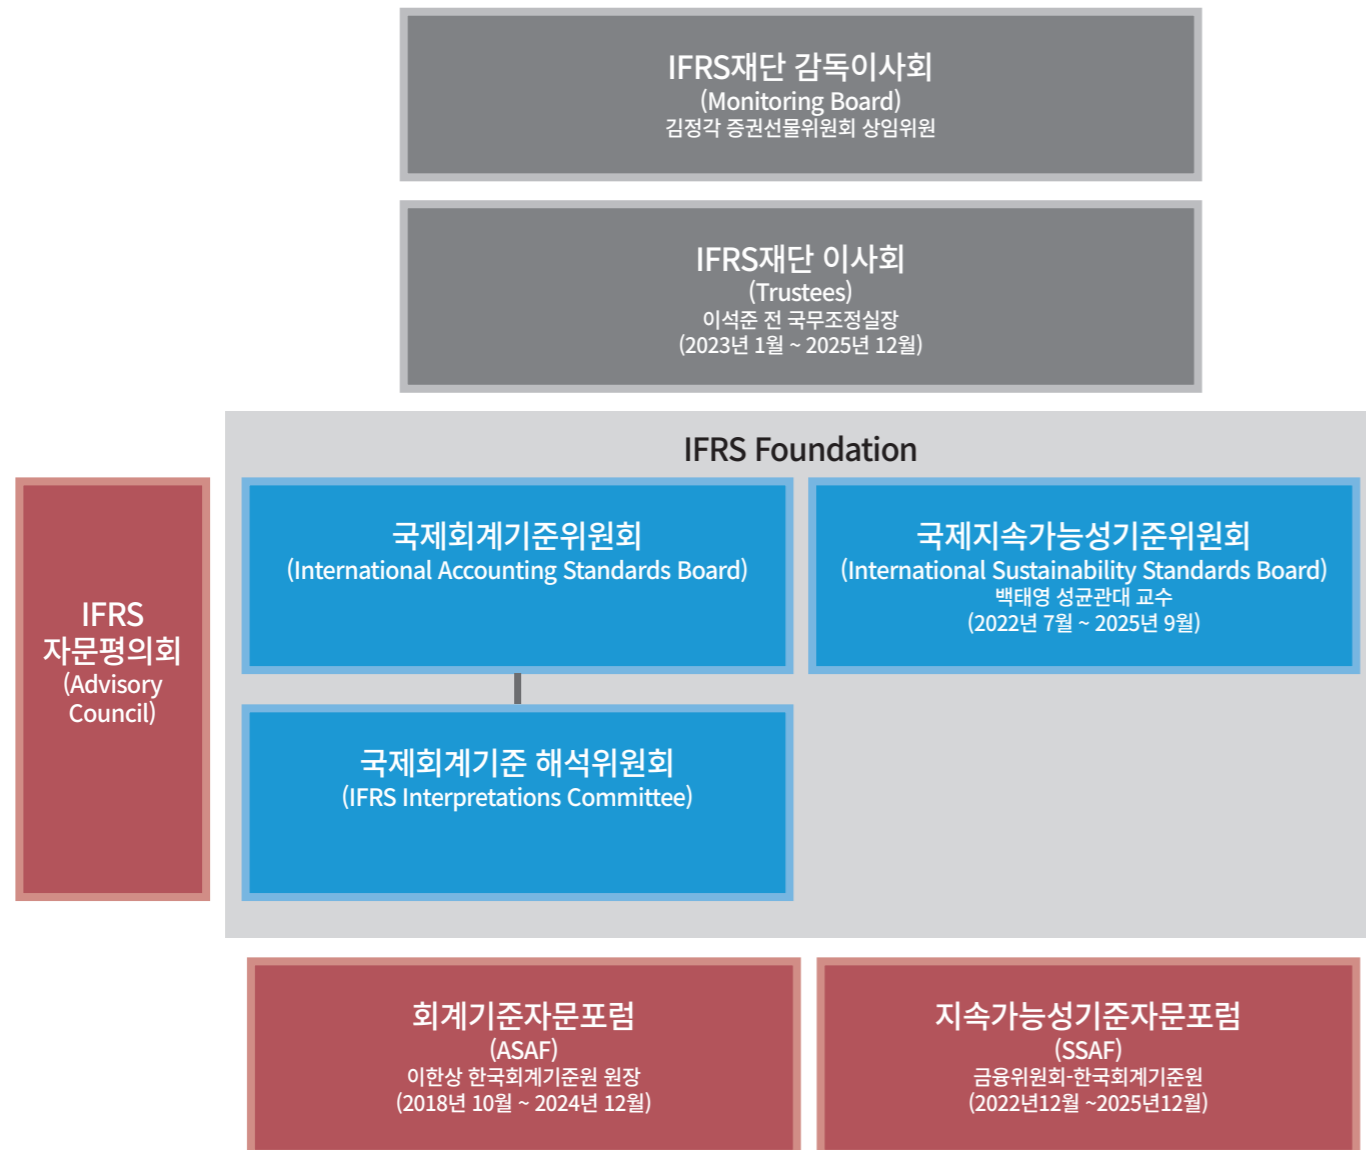 IFRS재단 감독이사회
(Monitoring Board)
김정각 증권선물위원회 상임위원
IFRS재단 이사회
(Trustees)
이석준 전 국무조정실장
(2023년 1월 ~ 2025년 12월)
IFRS Foundation
IFRS
자문평의회
(Advisory
Council)
국제회계기준위원회
(International Accounting Standards Board)
국제지속가능성기준위원회
(International Sustainability Standards Board)
백태영 성균관대 교수
(2022년 7월 ~ 2025년 9월)
국제회계기준 해석위원회
(IFRS Interpretations Committee)
회계기준자문포럼
(ASAF)
이한상 한국회계기준원 원장
(2018년 10월 ~ 2024년 12월)
지속가능성기준자문포럼
(SSAF)
금융위원회-한국회계기준원
(2022년12월 ~2025년12월)